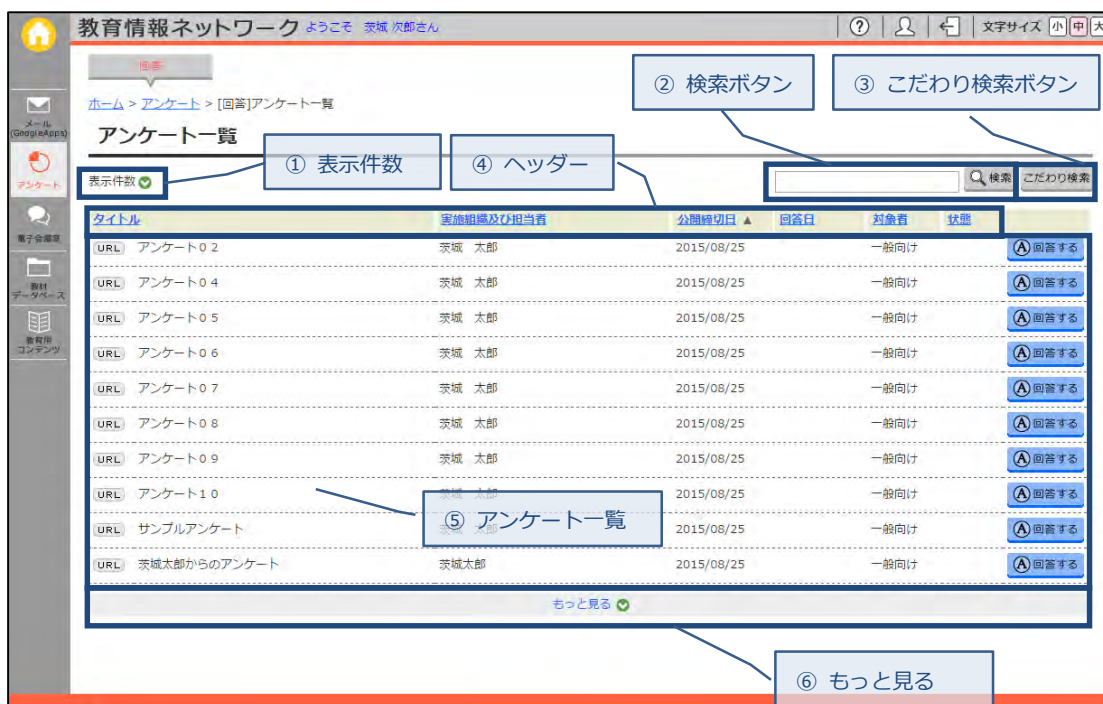 教育情報ネットワーク ようこそ 茨城 次郎さん
文字サイズ 小 中 大
回答
② 検索ボタン
③ こだわり検索ボタン
ホーム > アンケート > [回答]アンケート一覧
メール
(GoogleApps)
アンケート一覧
① 表示件数
④ ヘッダー
アンケート
表示件数
検索
こだわり検索
電子会議室
タイトル 実施組織及び担当者 公開締切日 ▲ 回答日 対象者 状態
URL アンケート02 茨城 太郎 2015/08/25 一般向け A 回答する
URL アンケート04 茨城 太郎 2015/08/25 一般向け A 回答する
教材
データベース
URL アンケート05 茨城 太郎 2015/08/25 一般向け A 回答する
教育用
コンテンツ
URL アンケート06 茨城 太郎 2015/08/25 一般向け A 回答する
URL アンケート07 茨城 太郎 2015/08/25 一般向け A 回答する
URL アンケート08 茨城 太郎 2015/08/25 一般向け A 回答する
URL アンケート09 茨城 太郎 2015/08/25 一般向け A 回答する
URL アンケート10 茨城 太郎 2015/08/25 一般向け A 回答する
⑤ アンケート一覧
URL サンプルアンケート 茨城 太郎 2015/08/25 一般向け A 回答する
URL 茨城太郎からのアンケート 茨城太郎 2015/08/25 一般向け A 回答する
もっと見る
⑥ もっと見る